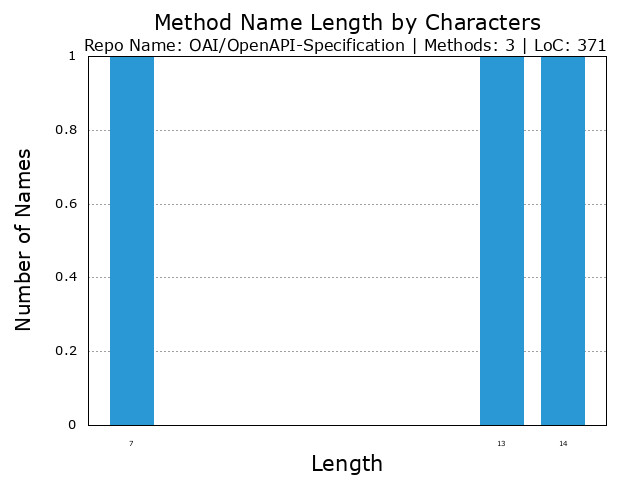 Method Name Length by Characters
Repo Name: OAI/OpenAPI-Specification | Methods: 3 | LoC: 371
Number of Names
1
0.8
0.6
0.4
0.2
0
7 13 14
Length